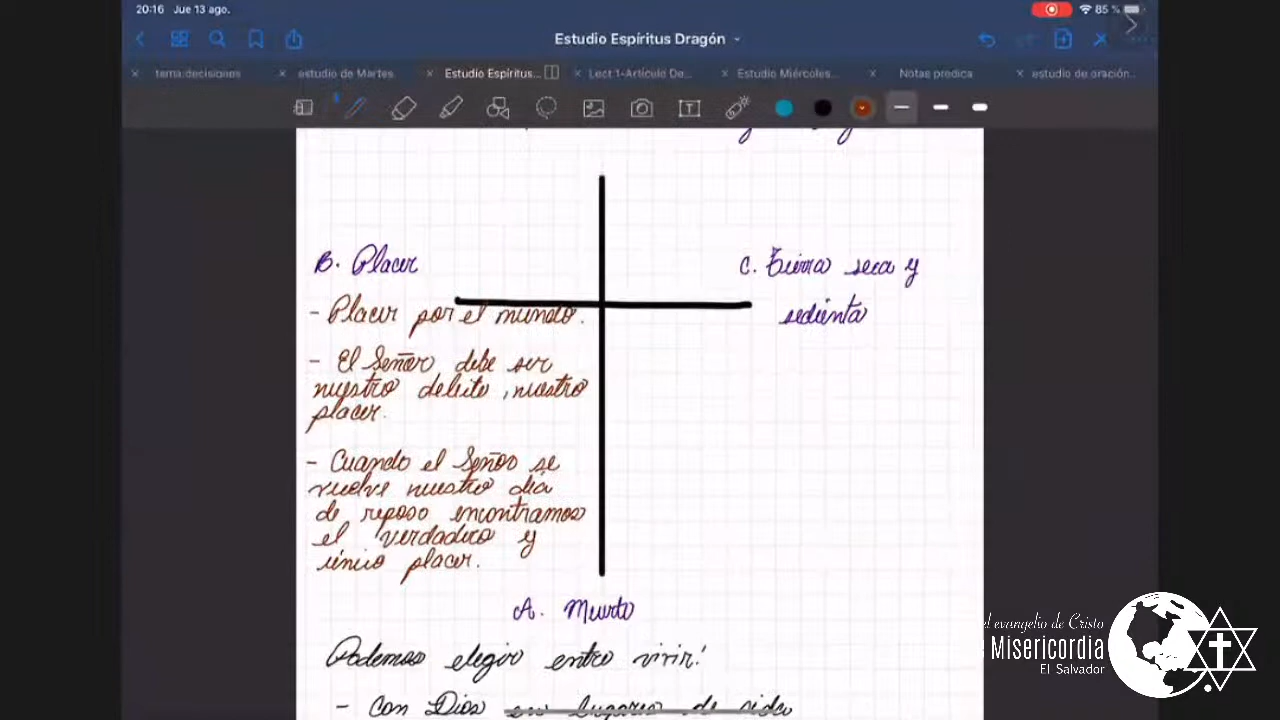 20:16 Jue 13 ago.
85 %
Estudio Espíritus Dragón
tema decisiones
estudio de Martes
Estudio Espíritus...
Lect 1-Artículo De...
Estudio Miércoles...
Notas predica
estudio de oración...
B. Placer
- Placer por el mundo.
- El Señor debe ser
nuestro deleite, nuestro
placer.
- Cuando el Señor se
vuelve nuestro día
de reposo encontramos
el verdadero y
único placer.
C. Tierra seca y
sedienta
A. Muerto
Podemos elegir entre vivir!
- Con Dios en lugares de
el evangelio de Cristo
Misericordia
El Salvador